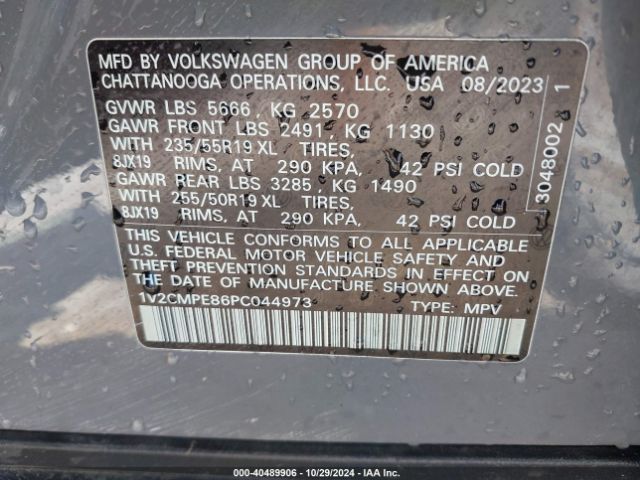 MFD BY VOLKSWAGEN GROUP OF AMERICA
CHATTANOOGA OPERATIONS, LLC. USA 08/2023
GVWR LBS 5666, KG 2570
GAWR FRONT LBS 2491, KG 1130
WITH 235/55R19 XL TIRES,
8JX19 RIMS, AT 290 KPA, 42 PSI COLD
GAWR REAR LBS 3285, KG 1490
WITH 255/50R19 XL TIRES,
8JX19 RIMS, AT 290 KPA, 42 PSI COLD
THIS VEHICLE CONFORMS TO ALL APPLICABLE
U.S. FEDERAL MOTOR VEHICLE SAFETY AND
THEFT PREVENTION STANDARDS IN EFFECT ON
THE DATE OF MANUFACTURE SHOWN ABOVE.
1V2CMPE86PC044973 TYPE: MPV
3048002 1
000-40489906 - 10/29/2024 - IAA Inc.